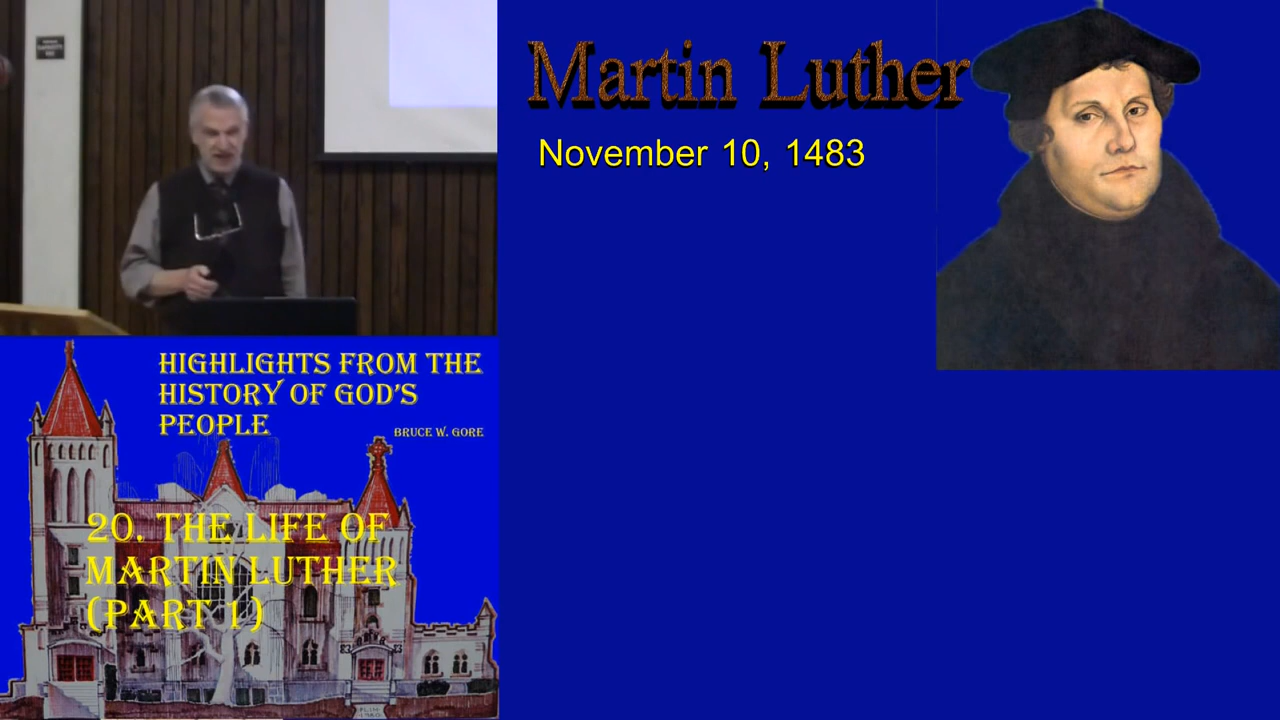 Martin Luther
November 10, 1483
HIGHLIGHTS FROM THE
HISTORY OF GOD'S
PEOPLE
BRUCE W. GORE
20. THE LIFE OF
MARTIN LUTHER
(PART 1)